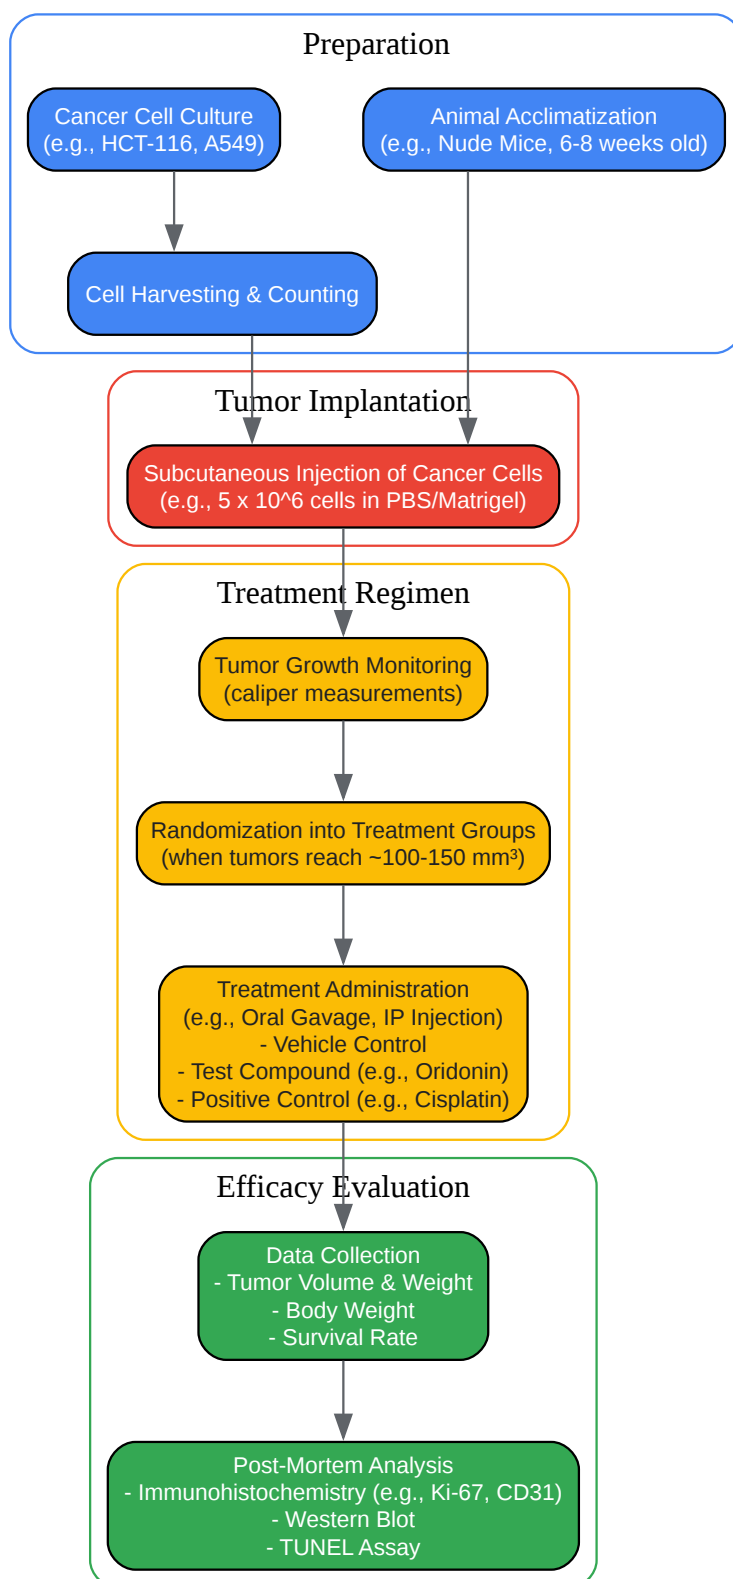 Preparation
Cancer Cell Culture
(e.g., HCT-116, A549)
Animal Acclimatization
(e.g., Nude Mice, 6-8 weeks old)
Cell Harvesting & Counting
Tumor Implantation
Subcutaneous Injection of Cancer Cells
(e.g., 5 x 10^6 cells in PBS/Matrigel)
Treatment Regimen
Tumor Growth Monitoring
(caliper measurements)
Randomization into Treatment Groups
(when tumors reach ~100-150 mm³)
Treatment Administration
(e.g., Oral Gavage, IP Injection)
- Vehicle Control
- Test Compound (e.g., Oridonin)
- Positive Control (e.g., Cisplatin)
Efficacy Evaluation
Data Collection
- Tumor Volume & Weight
- Body Weight
- Survival Rate
Post-Mortem Analysis
- Immunohistochemistry (e.g., Ki-67, CD31)
- Western Blot
- TUNEL Assay